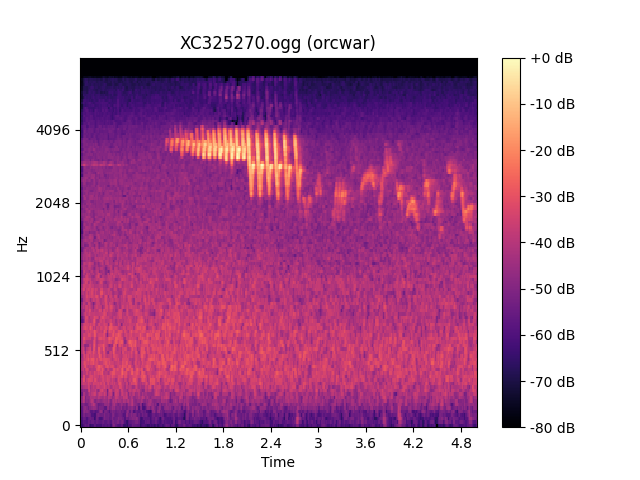 XC325270.ogg (orcwar)
Hz
4096
2048
1024
512
0
0 0.6 1.2 1.8 2.4 3 3.6 4.2 4.8
Time
+0 dB
-10 dB
-20 dB
-30 dB
-40 dB
-50 dB
-60 dB
-70 dB
-80 dB